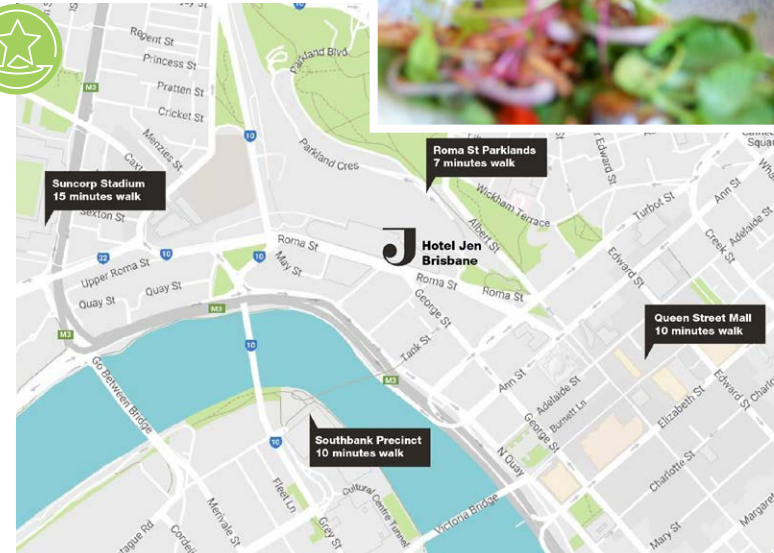 Regent St
Princess St
Pratten St
Cricket St
Menzies St
M3
10
Parkland Blvd
Parkland Cres
Roma St Parklands
7 minutes walk
Wickham Terrace
Albert St
Edward St
Square
Turbot St
Ann St
Adelaide St
Creek St
Suncorp Stadium
15 minutes walk
Sexton St
32
10
Upper Roma St
Quay St
Quay St
M3
Roma St
May St
10
J
Hotel Jen
Brisbane
Roma St
Roma St
George St
Tank St
Edward St
Queen Street Mall
10 minutes walk
10
M3
Ann St
Adelaide St
Burnett Ln
George St
Elizabeth St
Edward St
Go Between Bridge
Southbank Precinct
10 minutes walk
N Quay
Charlotte St
10
Merivale St
Fleet Ln
Grey St
Cultural Centre Tunnel
Victoria Bridge
Mary St